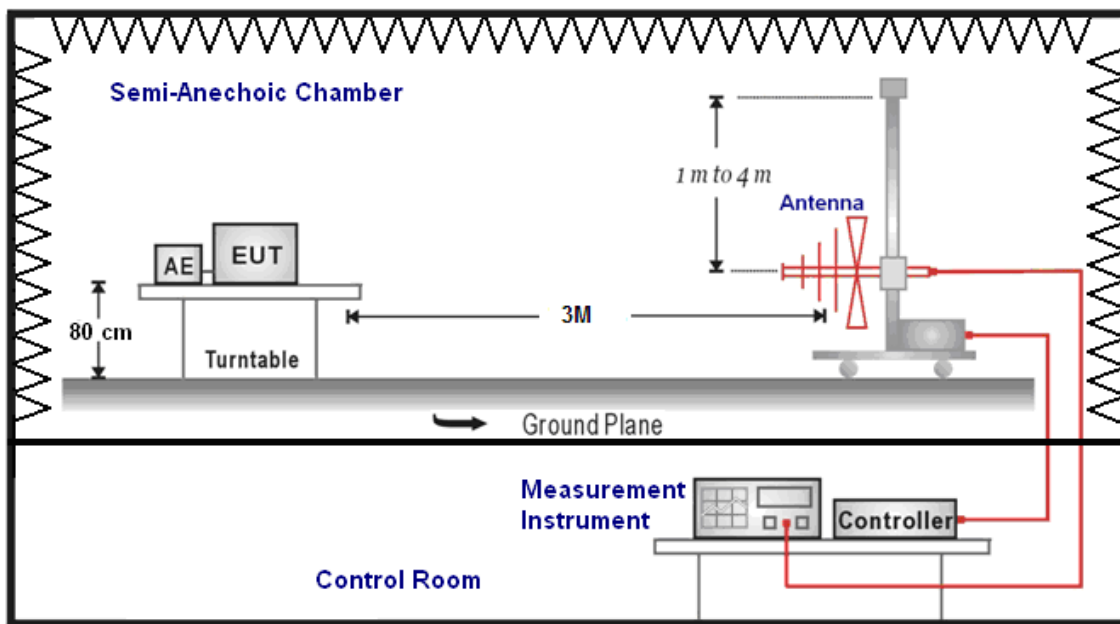 Semi-Anechoic Chamber
1 m to 4 m
Antenna
AE
EUT
80 cm
3M
Turntable
Ground Plane
Measurement
Instrument
Controller
Control Room